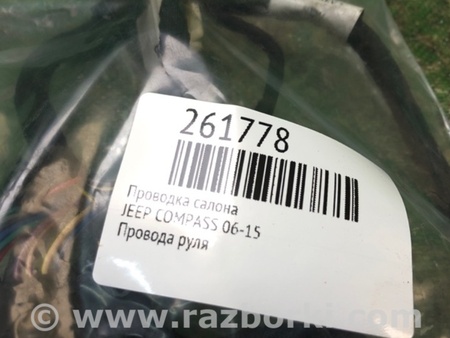 261778
Проводка салона
JEEP COMPASS 06-15
Провода руля
www.razborki.com